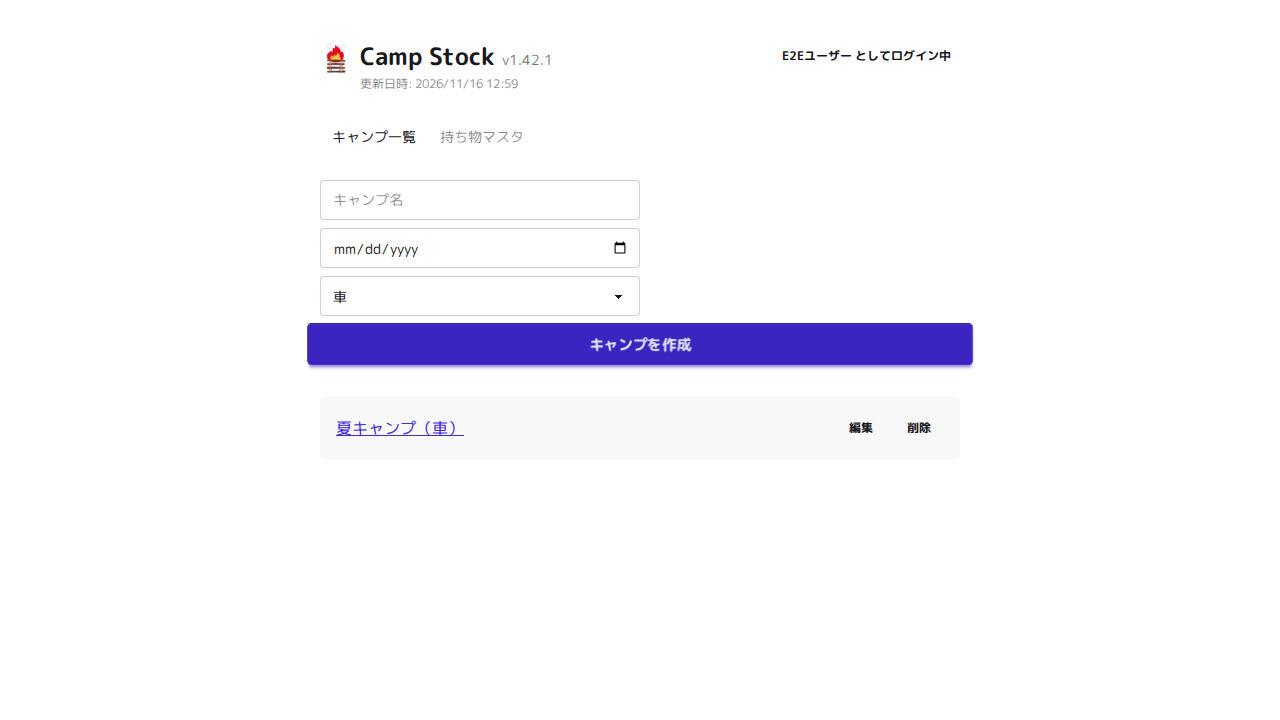 Camp Stock v1.42.1
E2Eユーザー としてログイン中
更新日時: 2026/11/16 12:59
キャンプ一覧 持ち物マスタ
キャンプ名
mm/dd/yyyy
車
キャンプを作成
夏キャンプ（車） 編集 削除